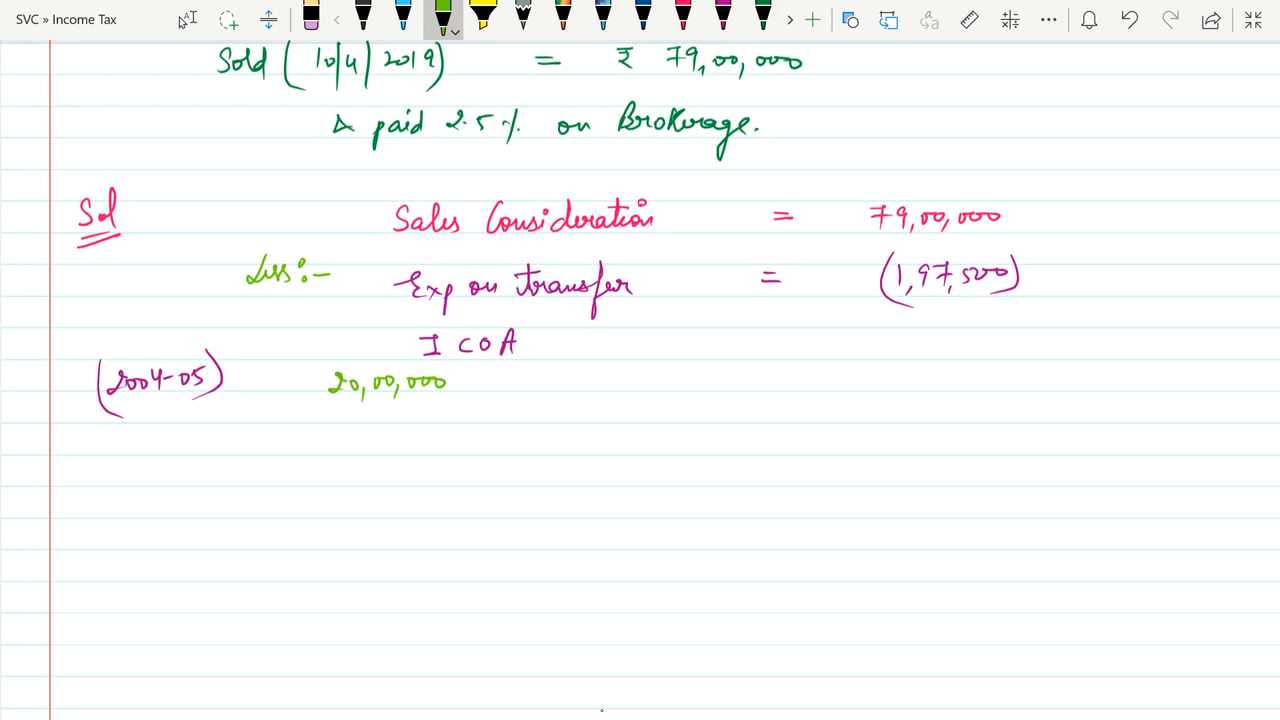 SVC » Income Tax
Sold (10/4/2019) = ₹ 79,00,000
& paid 2.5% on Brokerage.
Sol Sales Consideration = 79,00,000
Less:- Exp on transfer = (1,97,500)
I C O A
(2004-05) 20,00,000